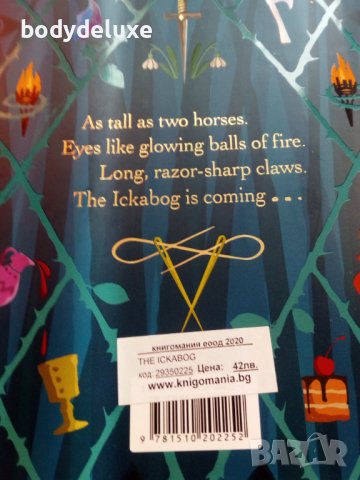 bodydeluxe
As tall as two horses.
Eyes like glowing balls of fire.
Long, razor-sharp claws.
The Ickabog is coming . . .
книгомания еоод 2020
THE ICKABOG
код: 29350225 Цена: 42лв.
www.knigomania.bg
9 781510 202252
BAZAR
bg